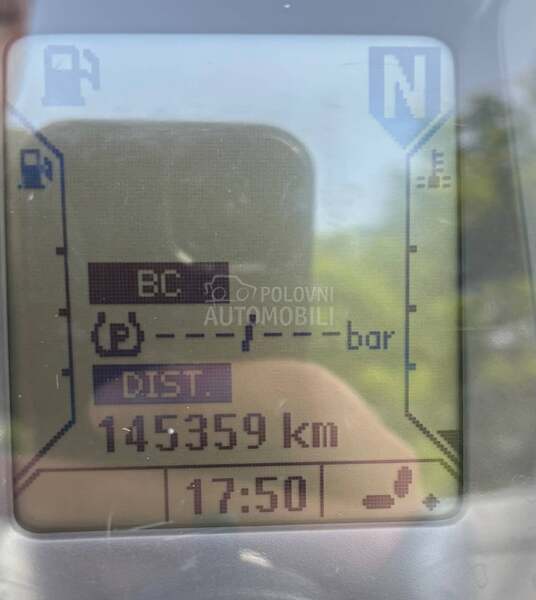 N
BC
POLOVNI
AUTOMOBILI
P ---/--- bar
DIST.
145359 km
17:50